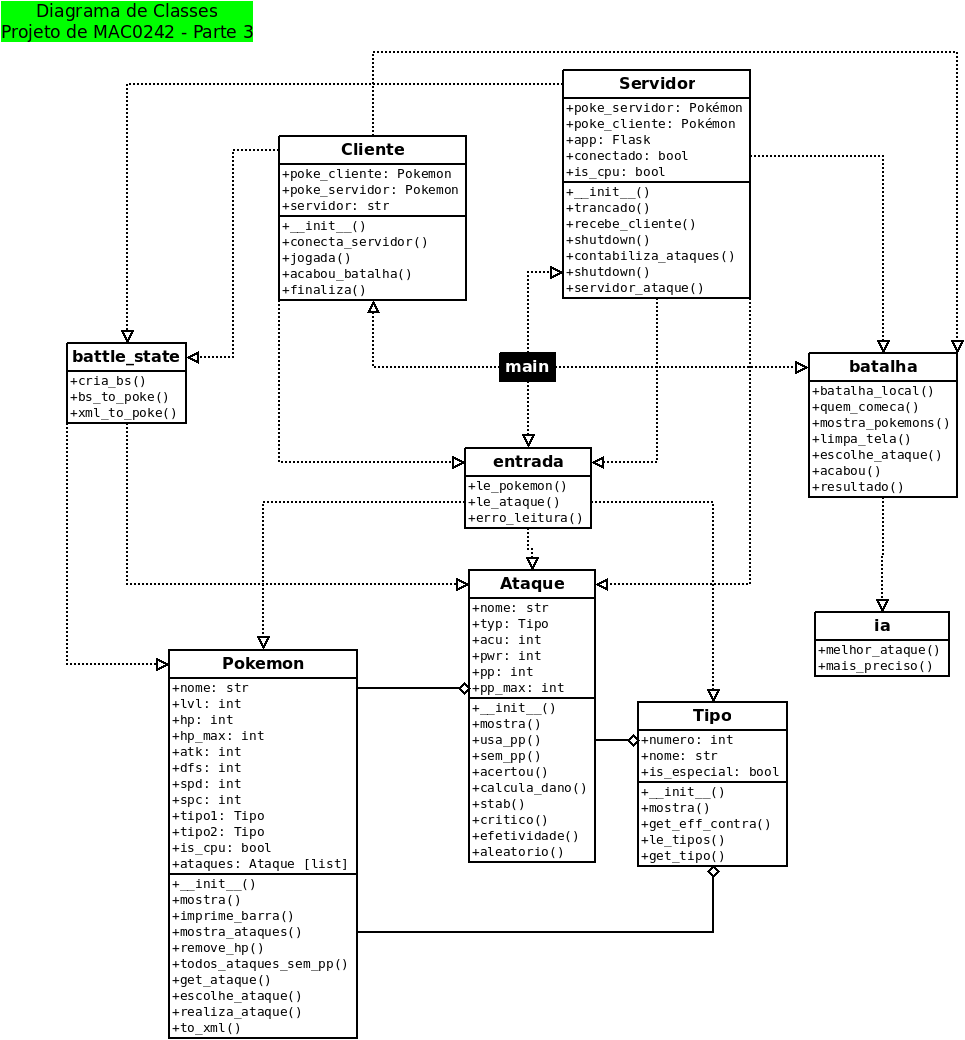 Diagrama de Classes
Projeto de MAC0242 - Parte 3
Servidor
+poke_servidor: Pokémon
+poke_cliente: Pokémon
+app: Flask
+conectado: bool
+is_cpu: bool
+__init__()
+trancado()
+recebe_cliente()
+shutdown()
+contabiliza_ataques()
+shutdown()
+servidor_ataque()
Cliente
+poke_cliente: Pokemon
+poke_servidor: Pokemon
+servidor: str
+__init__()
+conecta_servidor()
+jogada()
+acabou_batalha()
+finaliza()
battle_state
+cria_bs()
+bs_to_poke()
+xml_to_poke()
main
batalha
+batalha_local()
+quem_comeca()
+mostra_pokemons()
+limpa_tela()
+escolhe_ataque()
+acabou()
+resultado()
entrada
+le_pokemon()
+le_ataque()
+erro_leitura()
Ataque
+nome: str
+typ: Tipo
+acu: int
+pwr: int
+pp: int
+pp_max: int
+__init__()
+mostra()
+usa_pp()
+sem_pp()
+acertou()
+calcula_dano()
+stab()
+critico()
+efetividade()
+aleatorio()
ia
+melhor_ataque()
+mais_preciso()
Pokemon
+nome: str
+lvl: int
+hp: int
+hp_max: int
+atk: int
+dfs: int
+spd: int
+spc: int
+tipo1: Tipo
+tipo2: Tipo
+is_cpu: bool
+ataques: Ataque [list]
+__init__()
+mostra()
+imprime_barra()
+mostra_ataques()
+remove_hp()
+todos_ataques_sem_pp()
+get_ataque()
+escolhe_ataque()
+realiza_ataque()
+to_xml()
Tipo
+numero: int
+nome: str
+is_especial: bool
+__init__()
+mostra()
+get_eff_contra()
+le_tipos()
+get_tipo()